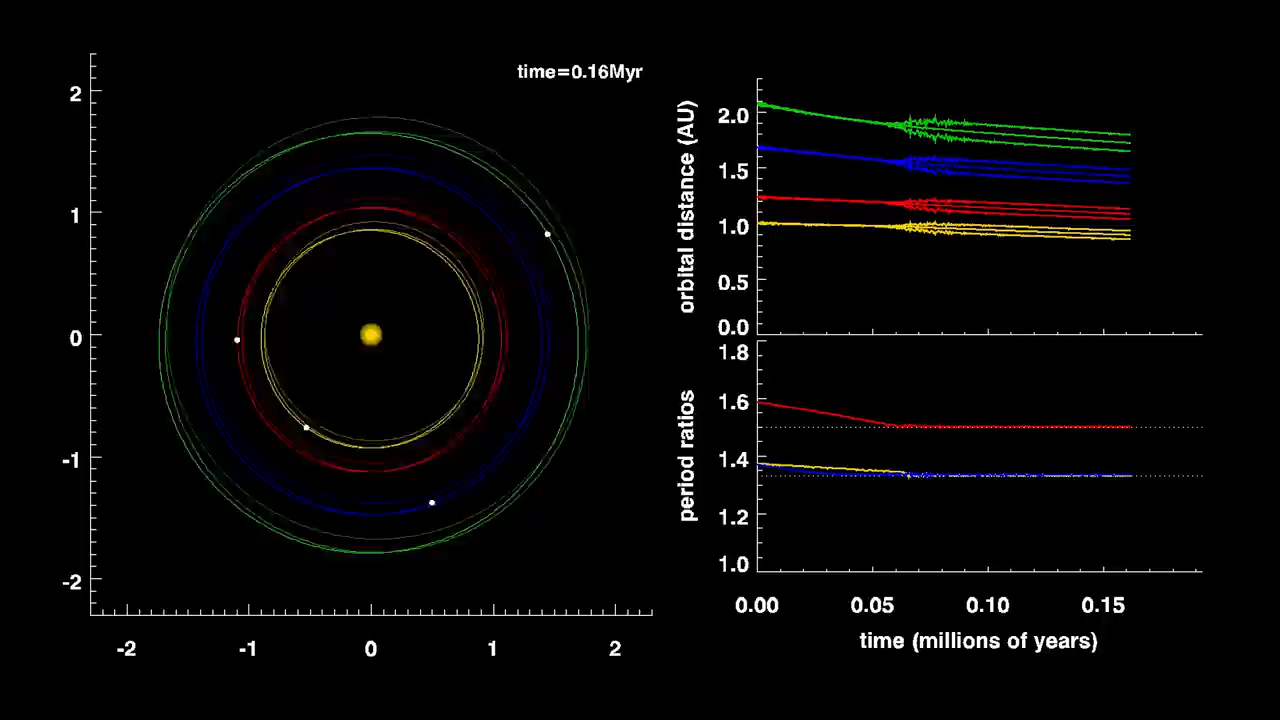 time=0.16Myr
2
1
0
-1
-2
-2 -1 0 1 2
orbital distance (AU)
2.0
1.5
1.0
0.5
0.0
period ratios
1.8
1.6
1.4
1.2
1.0
0.00 0.05 0.10 0.15
time (millions of years)